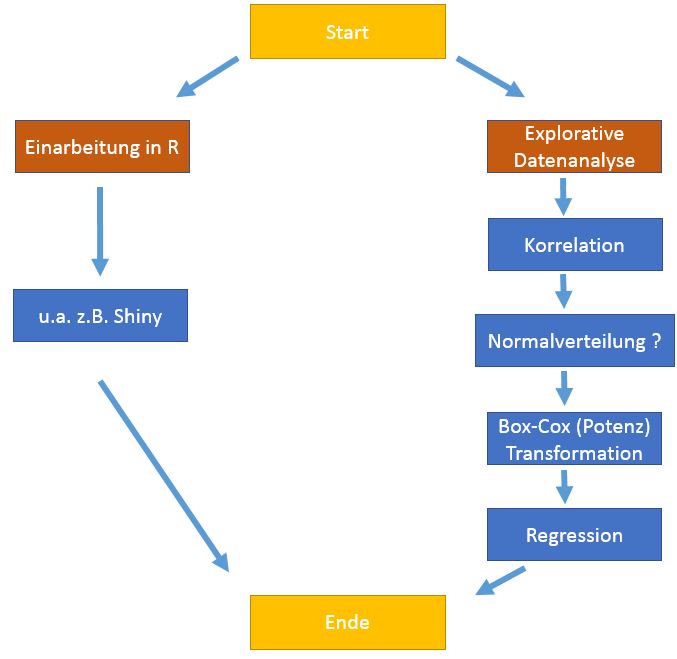 Start
Einarbeitung in R
u.a. z.B. Shiny
Explorative
Datenanalyse
Korrelation
Normalverteilung ?
Box-Cox (Potenz)
Transformation
Regression
Ende